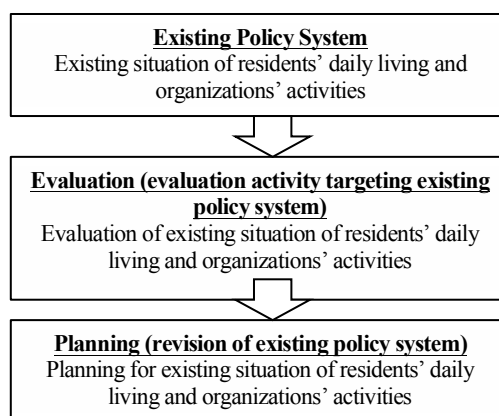 Existing Policy System
Existing situation of residents’ daily living and
organizations’ activities
Evaluation (evaluation activity targeting existing
policy system)
Evaluation of existing situation of residents’ daily
living and organizations’ activities
Planning (revision of existing policy system)
Planning for existing situation of residents’ daily
living and organizations’ activities